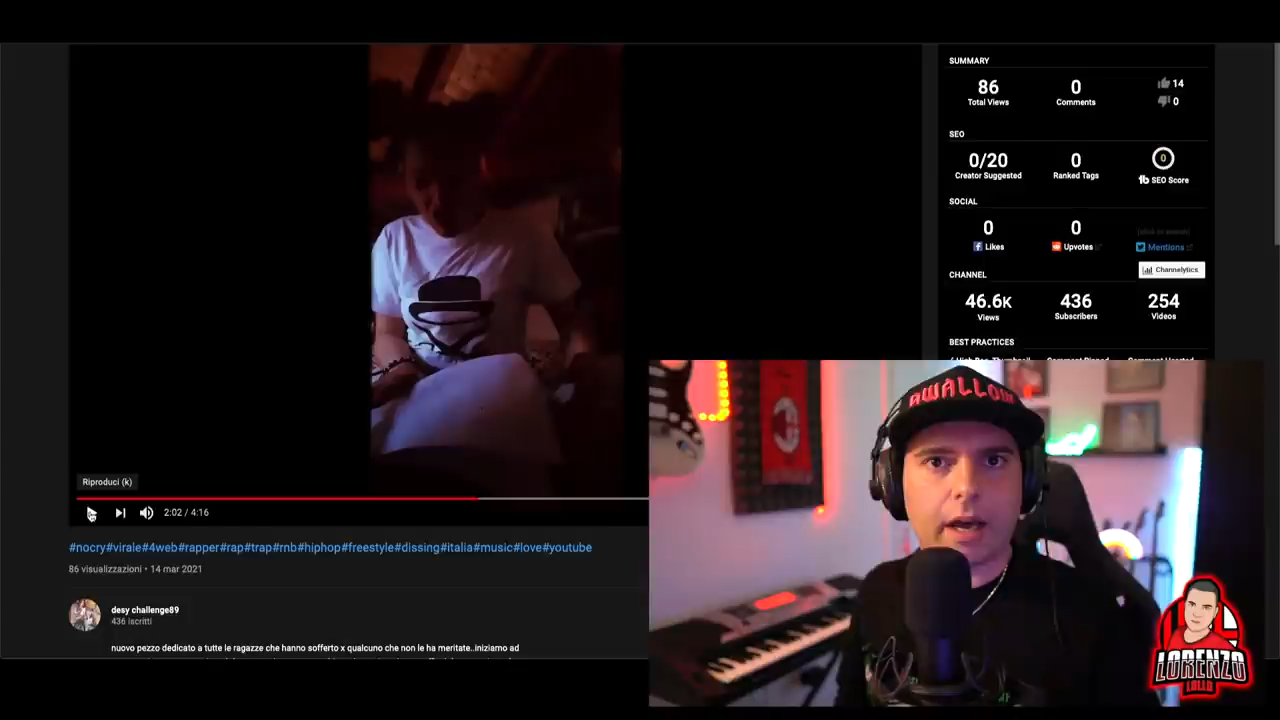 SUMMARY
86
0
14
Total Views
Comments
0
SEO
0/20
0
0
Creator Suggested
Ranked Tags
tb SEO Score
SOCIAL
0
0
Likes
Upvotes
Mentions
CHANNEL
Channelytics
46.6K
436
254
Views
Subscribers
Videos
BEST PRACTICES
Riproduci (k)
2:02 / 4:16
#nocry#virale#4web#rapper#rap#trap#rnb#hiphop#freestyle#dissing#italia#music#love#youtube
86 visualizzazioni • 14 mar 2021
desy challenge89
436 iscritti
nuovo pezzo dedicato a tutte le ragazze che hanno sofferto x qualcuno che non le ha meritate..iniziamo ad
LORENZO
LALLO